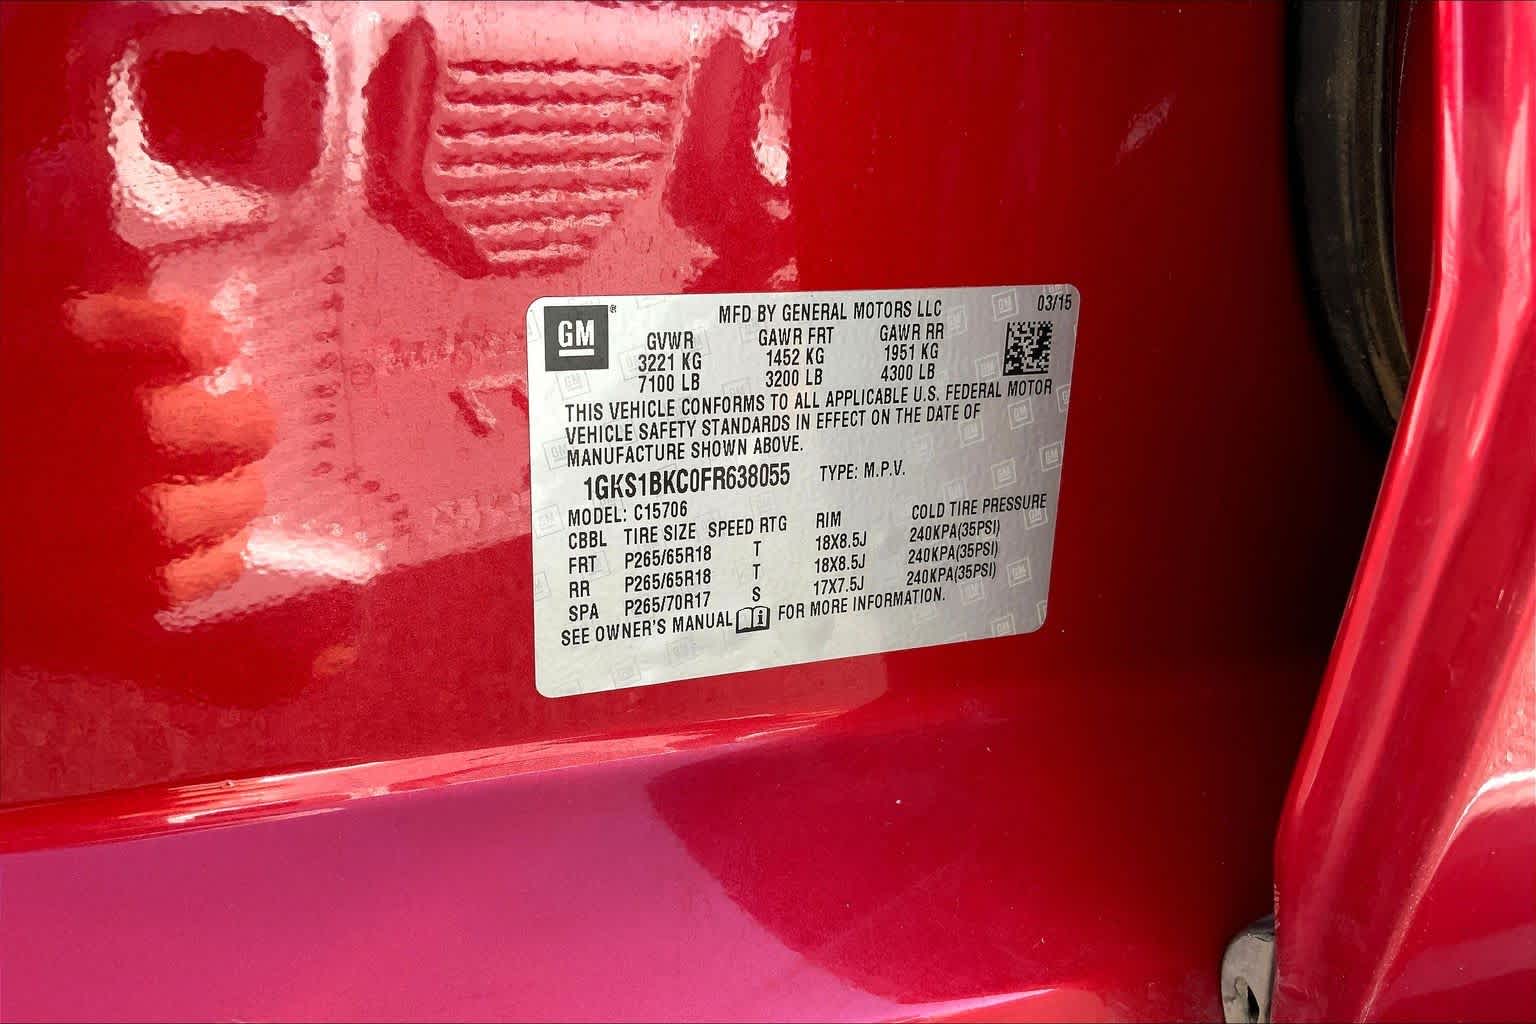 GM ® MFD BY GENERAL MOTORS LLC 03/15
GVWR GAWR FRT GAWR RR
3221 KG 1452 KG 1951 KG
7100 LB 3200 LB 4300 LB
THIS VEHICLE CONFORMS TO ALL APPLICABLE U.S. FEDERAL MOTOR
VEHICLE SAFETY STANDARDS IN EFFECT ON THE DATE OF
MANUFACTURE SHOWN ABOVE.
1GKS1BKC0FR638055 TYPE: M.P.V.
MODEL: C15706
CBBL TIRE SIZE SPEED RTG RIM COLD TIRE PRESSURE
FRT P265/65R18 T 18X8.5J 240KPA(35PSI)
RR P265/65R18 T 18X8.5J 240KPA(35PSI)
SPA P265/70R17 S 17X7.5J 240KPA(35PSI)
SEE OWNER'S MANUAL i FOR MORE INFORMATION.